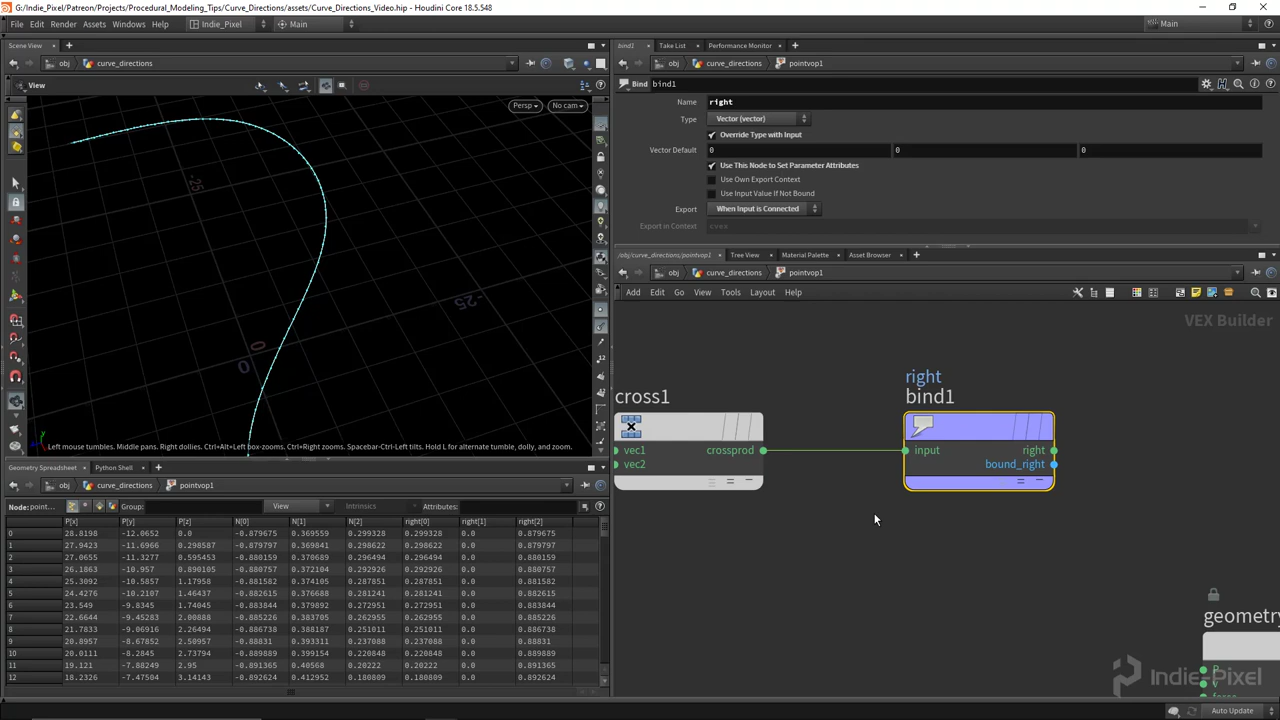 G:/Indie_Pixel/Patreon/Projects/Procedural_Modeling_Tips/Curve_Directions/assets/Curve_Directions_Video.hip - Houdini Core 18.5.548
File Edit Render Assets Windows Help Indie_Pixel Main Main
Scene View
obj curve_directions
View
Persp No cam
-25
-25
0
0
Left mouse tumbles. Middle pans. Right dollies. Ctrl+Alt+Left box-zooms. Ctrl+Right zooms. Spacebar-Ctrl-Left tilts. Hold L for alternate tumble, dolly, and zoom.
Geometry Spreadsheet Python Shell
obj curve_directions pointvop1
Node: point... Group: View Intrinsics Attributes:
P[x] P[y] P[z] N[0] N[1] N[2] right[0] right[1] right[2]
0 28.8198 -12.0652 0.0 -0.879675 0.369559 0.299328 0.299328 0.0 0.879675
1 27.9423 -11.6966 0.298587 -0.879797 0.369841 0.298622 0.298622 0.0 0.879797
2 27.0655 -11.3277 0.595453 -0.880159 0.370689 0.296494 0.296494 0.0 0.880159
3 26.1863 -10.957 0.890105 -0.880757 0.372104 0.292926 0.292926 0.0 0.880757
4 25.3092 -10.5857 1.17958 -0.881582 0.374105 0.287851 0.287851 0.0 0.881582
5 24.4276 -10.2107 1.46437 -0.882615 0.376688 0.281241 0.281241 0.0 0.882615
6 23.549 -9.8345 1.74045 -0.883844 0.379892 0.272951 0.272951 0.0 0.883844
7 22.6644 -9.45283 2.00888 -0.885226 0.383705 0.262955 0.262955 0.0 0.885226
8 21.7833 -9.06916 2.26494 -0.886738 0.388187 0.251011 0.251011 0.0 0.886738
9 20.8957 -8.67852 2.50957 -0.88831 0.393311 0.237088 0.237088 0.0 0.88831
10 20.0111 -8.2845 2.73794 -0.889889 0.399154 0.220848 0.220848 0.0 0.889889
11 19.121 -7.88249 2.95 -0.891365 0.40568 0.20222 0.20222 0.0 0.891365
12 18.2326 -7.47504 3.14143 -0.892624 0.412952 0.180809 0.180809 0.0 0.892624
bind1 Take List Performance Monitor
obj curve_directions pointvop1
Bind bind1
Name right
Type Vector (vector)
Override Type with Input
Vector Default 0 0 0
Use This Node to Set Parameter Attributes
Use Own Export Context
Use Input Value If Not Bound
Export When Input is Connected
Export in Context cvex
/obj/curve_directions/pointvop1 Tree View Material Palette Asset Browser
obj curve_directions pointvop1
Add Edit Go View Tools Layout Help
VEX Builder
cross1
vec1 crossprod
vec2
right
bind1
input right
bound_right
geometry
P
v
force
Indie-Pixel
Auto Update